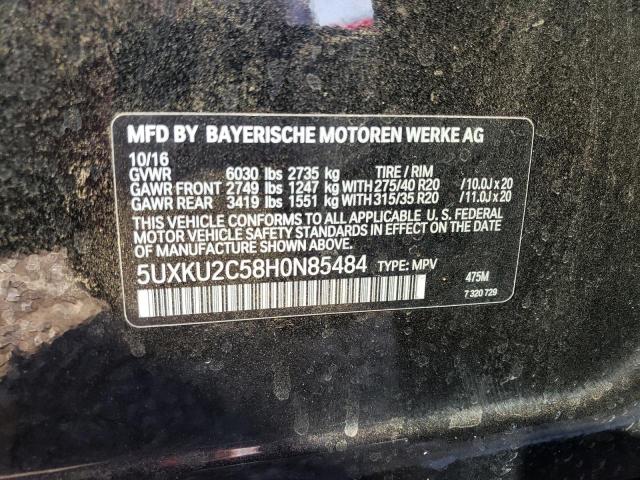 MFD BY BAYERISCHE MOTOREN WERKE AG
10/16
GVWR 6030 lbs 2735 kg TIRE / RIM
GAWR FRONT 2749 lbs 1247 kg WITH 275/40 R20 /10.0J x 20
GAWR REAR 3419 lbs 1551 kg WITH 315/35 R20 /11.0J x 20
THIS VEHICLE CONFORMS TO ALL APPLICABLE U. S. FEDERAL
MOTOR VEHICLE SAFETY STANDARDS IN EFFECT ON THE
DATE OF MANUFACTURE SHOWN ABOVE.
5UXKU2C58H0N85484 TYPE: MPV 475M
7 320 729